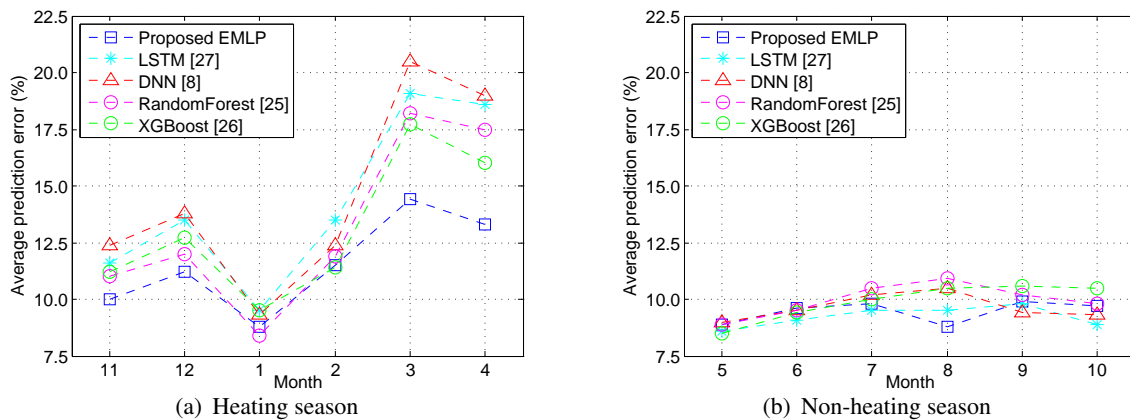 22.5
20.0
17.5
15.0
12.5
10.0
7.5
Average prediction error (%)
Proposed EMLP
LSTM [27]
DNN [8]
RandomForest [25]
XGBoost [26]
11 12 1 2 3 4
Month
(a) Heating season
22.5
20.0
17.5
15.0
12.5
10.0
7.5
Average prediction error (%)
Proposed EMLP
LSTM [27]
DNN [8]
RandomForest [25]
XGBoost [26]
5 6 7 8 9 10
Month
(b) Non-heating season